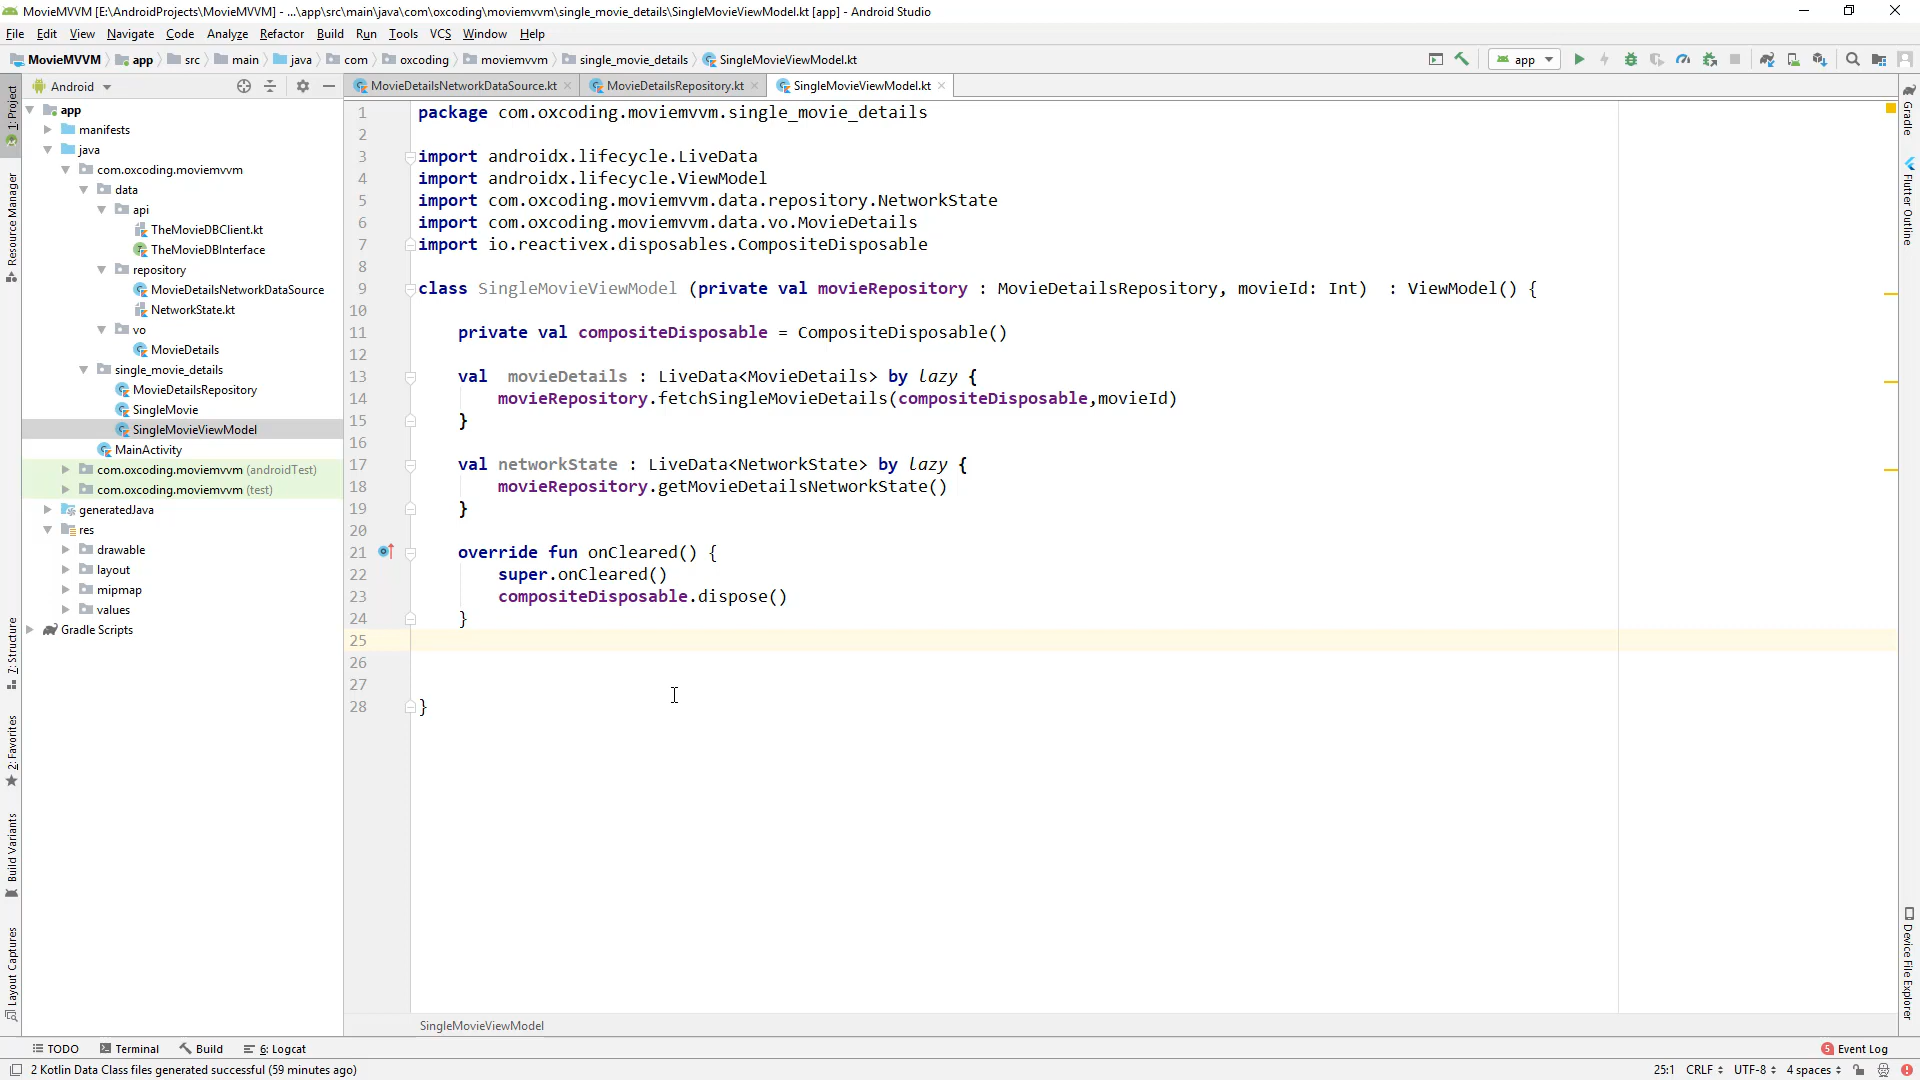 MovieMVVM [E:\AndroidProjects\MovieMVVM] - ...\app\src\main\java\com\oxcoding\moviemvvm\single_movie_details\SingleMovieViewModel.kt [app] - Android Studio
File Edit View Navigate Code Analyze Refactor Build Run Tools VCS Window Help
MovieMVVM app src main java com oxcoding moviemvvm single_movie_details SingleMovieViewModel.kt app
Android
MovieDetailsNetworkDataSource.kt MovieDetailsRepository.kt SingleMovieViewModel.kt
app
manifests
java
com.oxcoding.moviemvvm
data
api
TheMovieDBClient.kt
TheMovieDBInterface
repository
MovieDetailsNetworkDataSource
NetworkState.kt
vo
MovieDetails
single_movie_details
MovieDetailsRepository
SingleMovie
SingleMovieViewModel
MainActivity
com.oxcoding.moviemvvm (androidTest)
com.oxcoding.moviemvvm (test)
generatedJava
res
drawable
layout
mipmap
values
Gradle Scripts
1: Project
Resource Manager
7: Structure
2: Favorites
Build Variants
Layout Captures
1 package com.oxcoding.moviemvvm.single_movie_details
2
3 import androidx.lifecycle.LiveData
4 import androidx.lifecycle.ViewModel
5 import com.oxcoding.moviemvvm.data.repository.NetworkState
6 import com.oxcoding.moviemvvm.data.vo.MovieDetails
7 import io.reactivex.disposables.CompositeDisposable
8
9 class SingleMovieViewModel (private val movieRepository : MovieDetailsRepository, movieId: Int)  : ViewModel() {
10
11 private val compositeDisposable = CompositeDisposable()
12
13 val  movieDetails : LiveData<MovieDetails> by lazy {
14 movieRepository.fetchSingleMovieDetails(compositeDisposable,movieId)
15 }
16
17 val networkState : LiveData<NetworkState> by lazy {
18 movieRepository.getMovieDetailsNetworkState()
19 }
20
21 override fun onCleared() {
22 super.onCleared()
23 compositeDisposable.dispose()
24 }
25
26
27
28 }
SingleMovieViewModel
Gradle
Flutter Outline
Device File Explorer
TODO Terminal Build 6: Logcat 5 Event Log
2 Kotlin Data Class files generated successful (59 minutes ago) 25:1 CRLF UTF-8 4 spaces